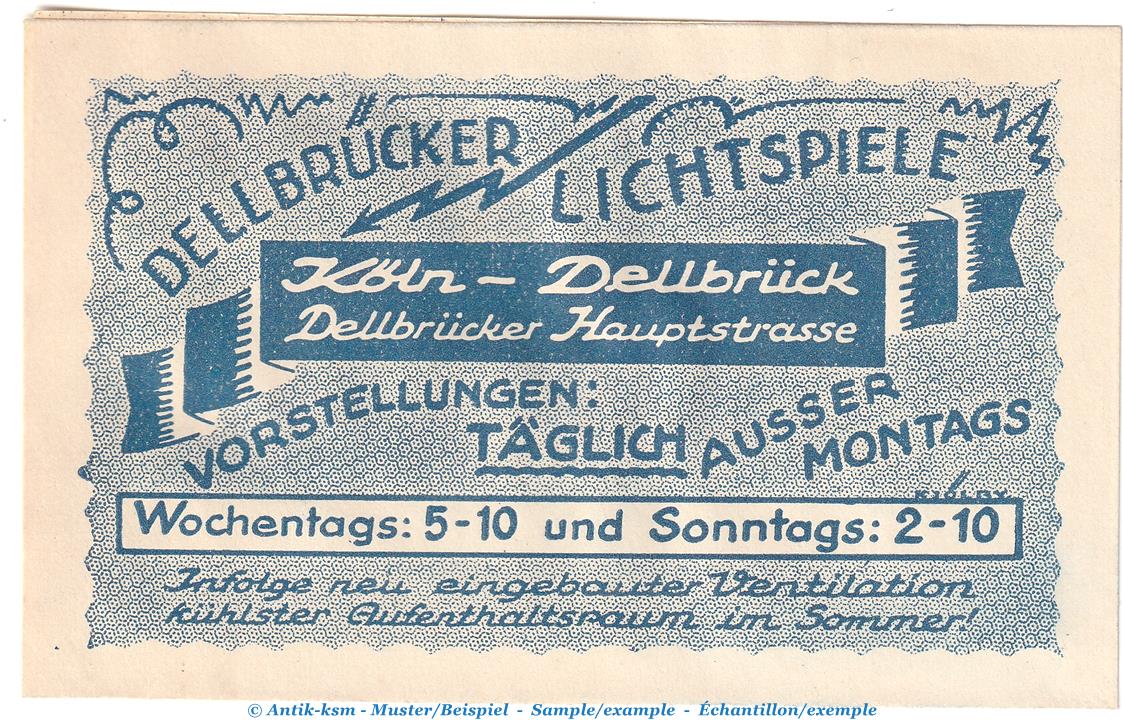 DELLBRÜCKER LICHTSPIELE
Köln - Dellbrück
Dellbrücker Hauptstrasse
VORSTELLUNGEN:
TÄGLICH AUSSER
MONTAGS
Wochentags: 5-10 und Sonntags: 2-10
Infolge neu eingebauter Ventilation
kühlster Aufenthaltsraum im Sommer!
© Antik-ksm - Muster/Beispiel - Sample/example - Échantillon/exemple